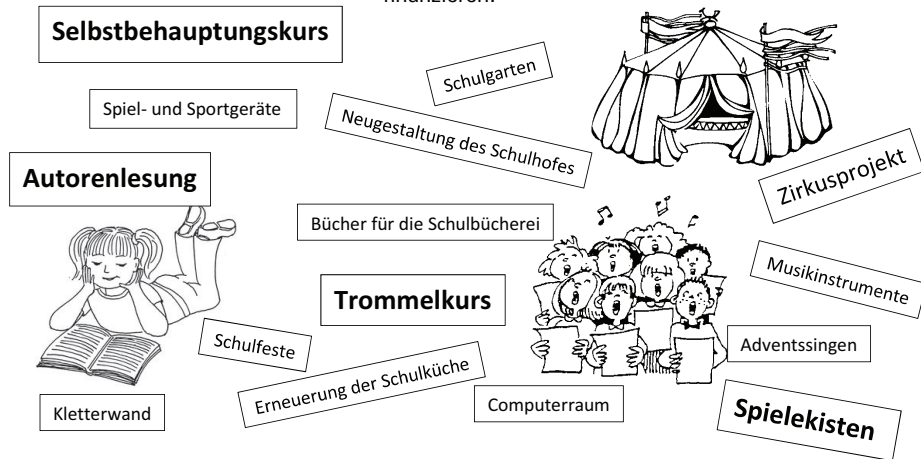 Selbstbehauptungskurs
Schulgarten
Spiel- und Sportgeräte
Neugestaltung des Schulhofes
Autorenlesung
Zirkusprojekt
Bücher für die Schulbücherei
Musikinstrumente
Trommelkurs
Schulfeste
Adventssingen
Erneuerung der Schulküche
Kletterwand
Computerraum
Spielekisten